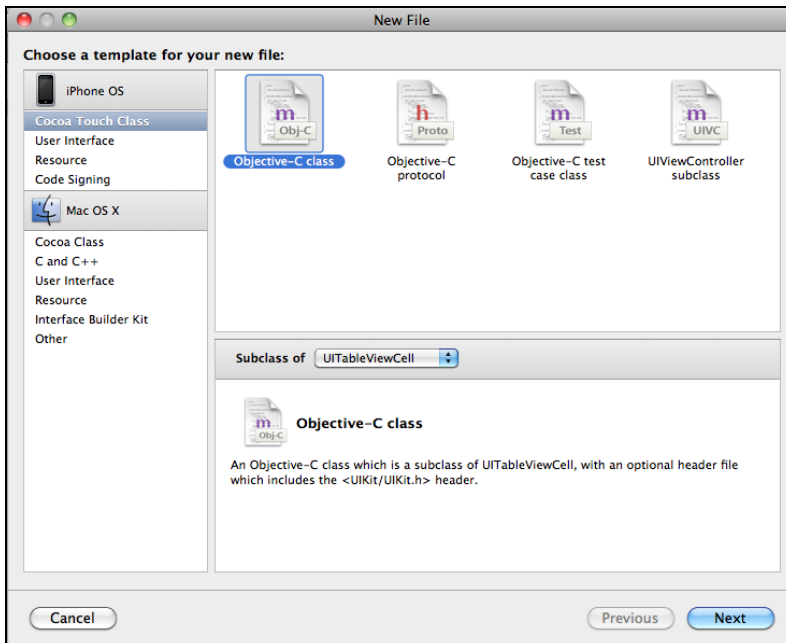 New File
Choose a template for your new file:
iPhone OS
Cocoa Touch Class
User Interface
Resource
Code Signing
Mac OS X
Cocoa Class
C and C++
User Interface
Resource
Interface Builder Kit
Other
m
Obj-C
Objective-C class
h
Proto
Objective-C
protocol
m
Test
Objective-C test
case class
m
UIVC
UIViewController
subclass
Subclass of UITableViewCell
m
Obj-C
Objective-C class
An Objective-C class which is a subclass of UITableViewCell, with an optional header file
which includes the <UIKit/UIKit.h> header.
Cancel
Previous
Next